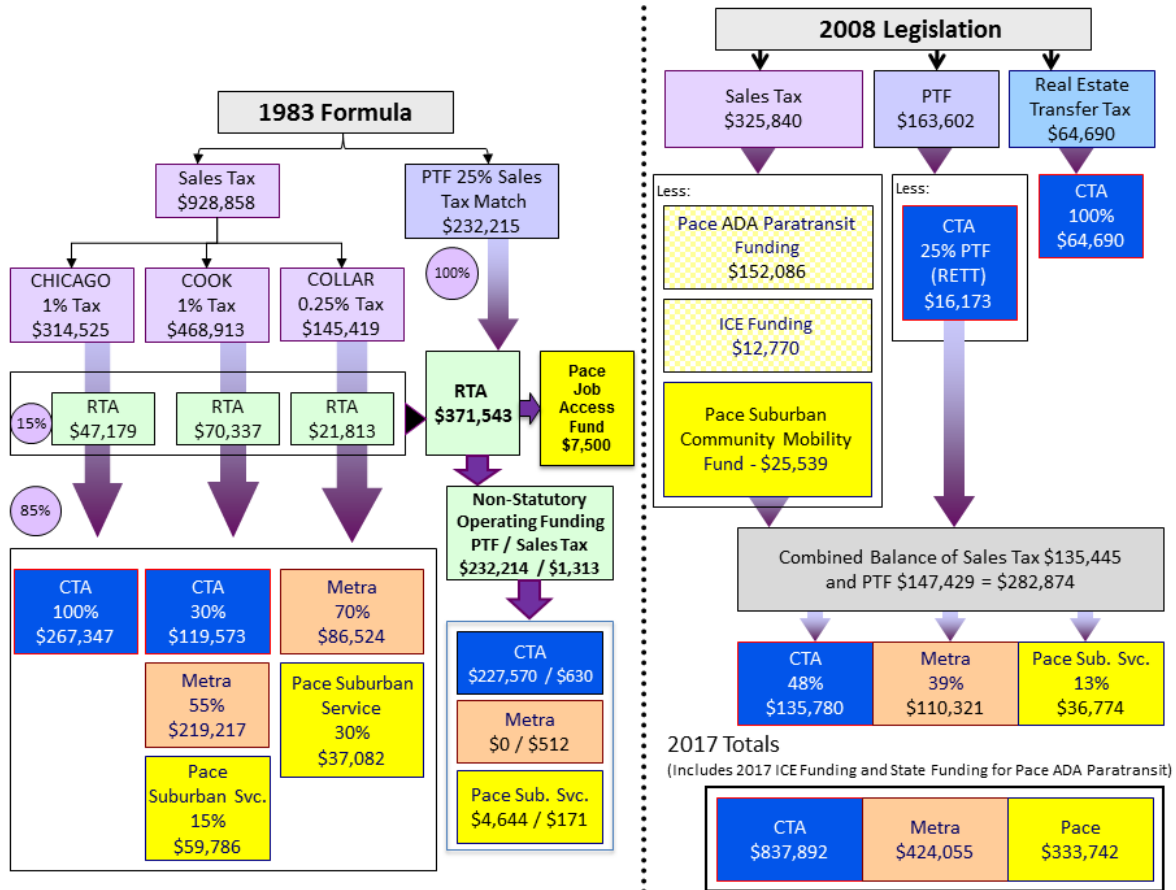 1983 Formula
Sales Tax
$928,858
PTF 25% Sales
Tax Match
$232,215
100%
CHICAGO
1% Tax
$314,525
COOK
1% Tax
$468,913
COLLAR
0.25% Tax
$145,419
15%
RTA
$47,179
RTA
$70,337
RTA
$21,813
RTA
$371,543
Pace
Job
Access
Fund
$7,500
85%
Non-Statutory
Operating Funding
PTF / Sales Tax
$232,214 / $1,313
CTA
100%
$267,347
CTA
30%
$119,573
Metra
55%
$219,217
Pace
Suburban Svc.
15%
$59,786
Metra
70%
$86,524
Pace Suburban
Service
30%
$37,082
CTA
$227,570 / $630
Metra
$0 / $512
Pace Sub. Svc.
$4,644 / $171
2008 Legislation
Sales Tax
$325,840
PTF
$163,602
Real Estate
Transfer Tax
$64,690
Less:
Pace ADA Paratransit
Funding
$152,086
ICE Funding
$12,770
Pace Suburban
Community Mobility
Fund - $25,539
Less:
CTA
25% PTF
(RETT)
$16,173
CTA
100%
$64,690
Combined Balance of Sales Tax $135,445
and PTF $147,429 = $282,874
CTA
48%
$135,780
Metra
39%
$110,321
Pace Sub. Svc.
13%
$36,774
2017 Totals
(Includes 2017 ICE Funding and State Funding for Pace ADA Paratransit)
CTA
$837,892
Metra
$424,055
Pace
$333,742